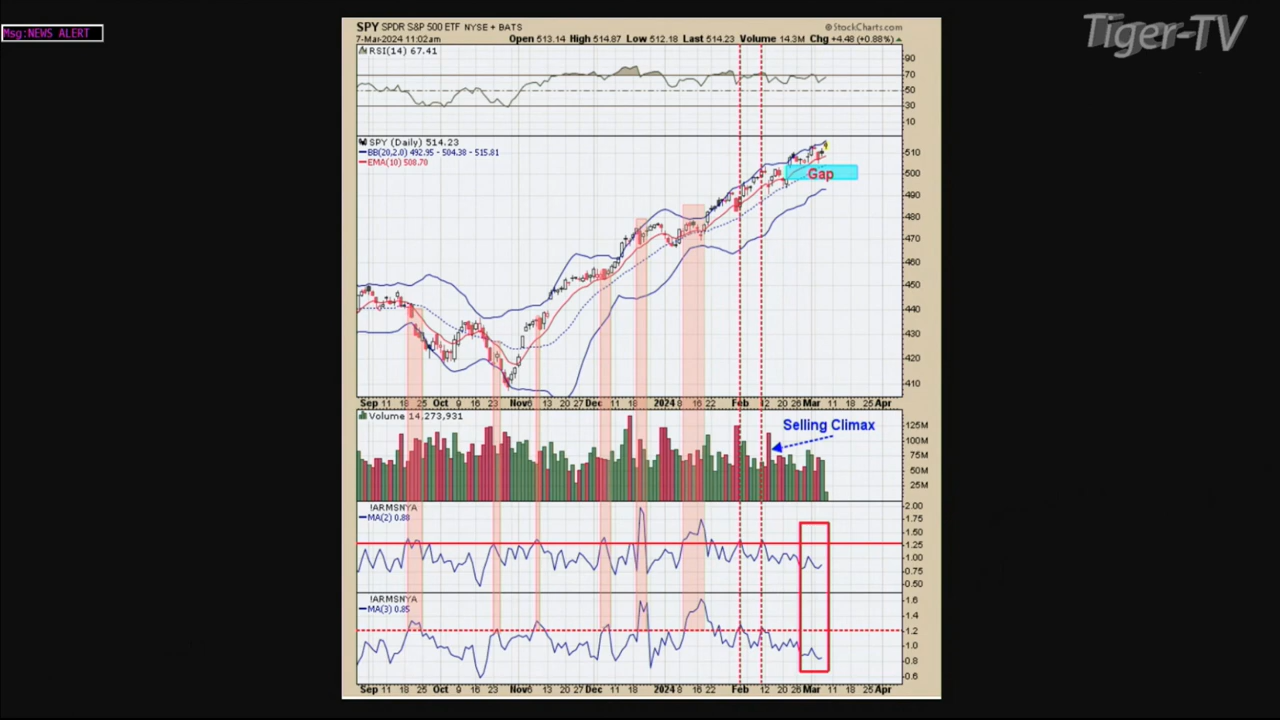 Msg:NEWS ALERT
Tiger-TV
SPY SPDR S&P 500 ETF NYSE + BATS
© StockCharts.com
7-Mar-2024 11:02am
Open 513.14 High 514.87 Low 512.18 Last 514.23 Volume 14.3M Chg +4.48 (+0.88%)
RSI(14) 67.41
90
70
50
30
10
SPY (Daily) 514.23
BB(20,2.0) 492.95 - 504.38 - 515.81
EMA(10) 508.70
510
500
490
480
470
460
450
440
430
420
410
Gap
Sep 11 18 25 Oct 9 16 23 Nov 6 13 20 27 Dec 11 18 2024 8 16 22 Feb 12 20 26 Mar 11 18 25 Apr
Volume 14,273,931
Selling Climax
125M
100M
75M
50M
25M
!ARMSNYA
MA(2) 0.88
2.00
1.75
1.50
1.25
1.00
0.75
0.50
!ARMSNYA
MA(3) 0.85
1.6
1.4
1.2
1.0
0.8
0.6
Sep 11 18 25 Oct 9 16 23 Nov 6 13 20 27 Dec 11 18 2024 8 16 22 Feb 12 20 26 Mar 11 18 25 Apr